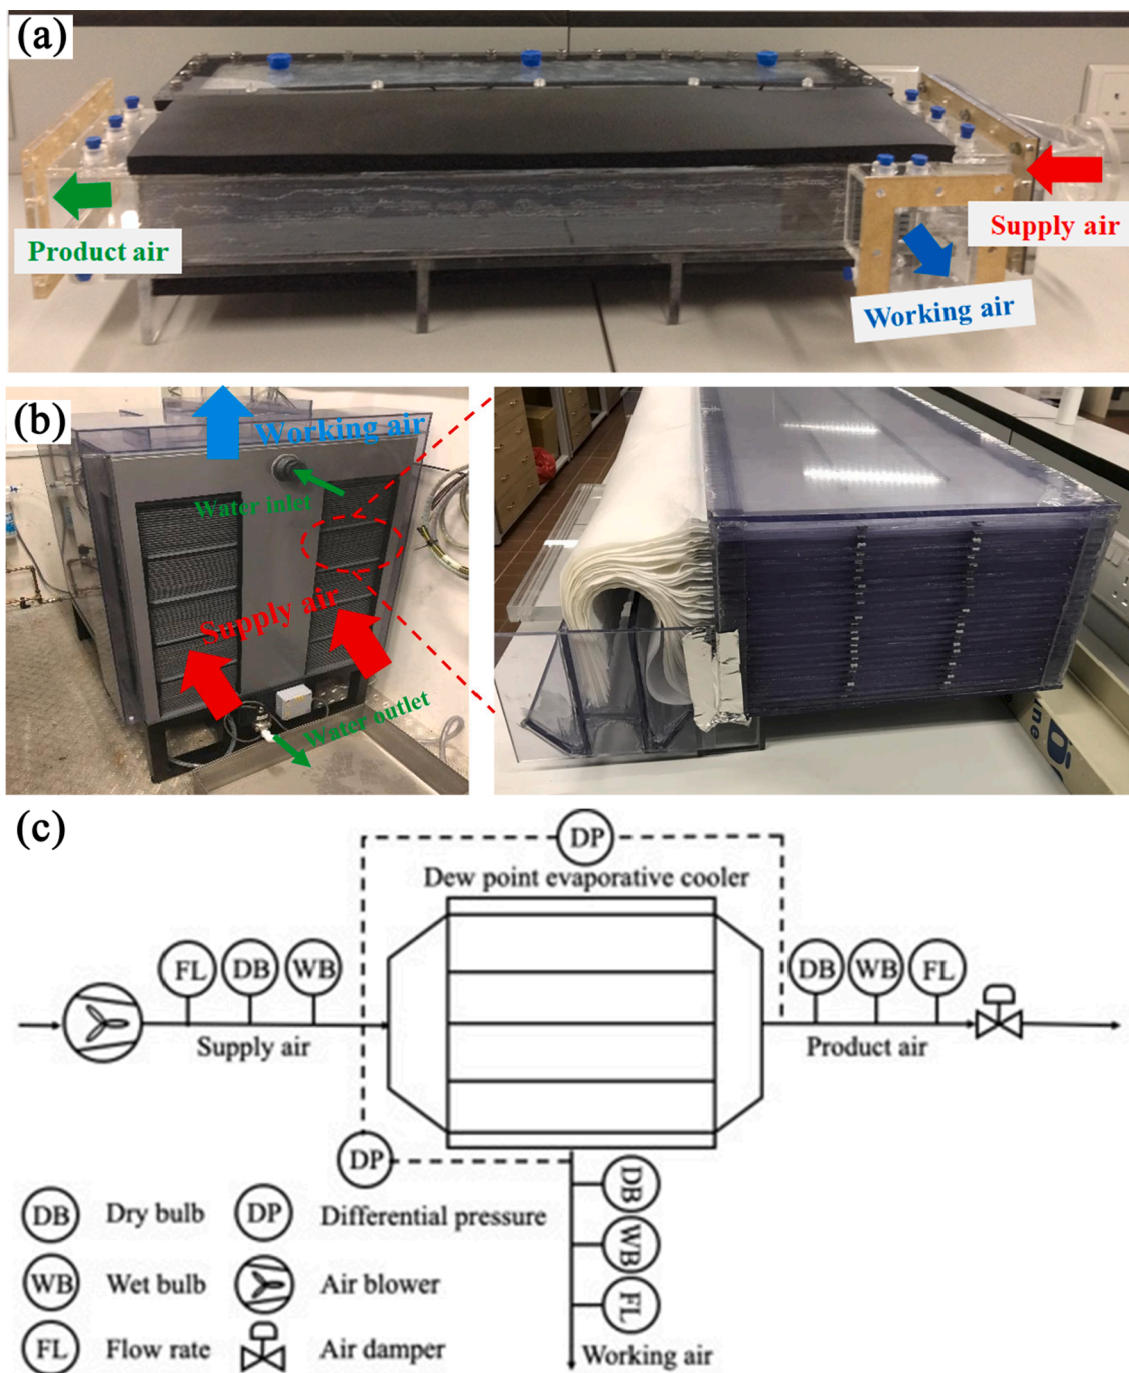 (a)
Product air
Supply air
Working air
(b)
Working air
Water inlet
Supply air
Water outlet
(c)
DP
Dew point evaporative cooler
FL DB WB
DB WB FL
Supply air
Product air
DP
DB
WB
FL
Working air
DB Dry bulb DP Differential pressure
WB Wet bulb Air blower
FL Flow rate Air damper